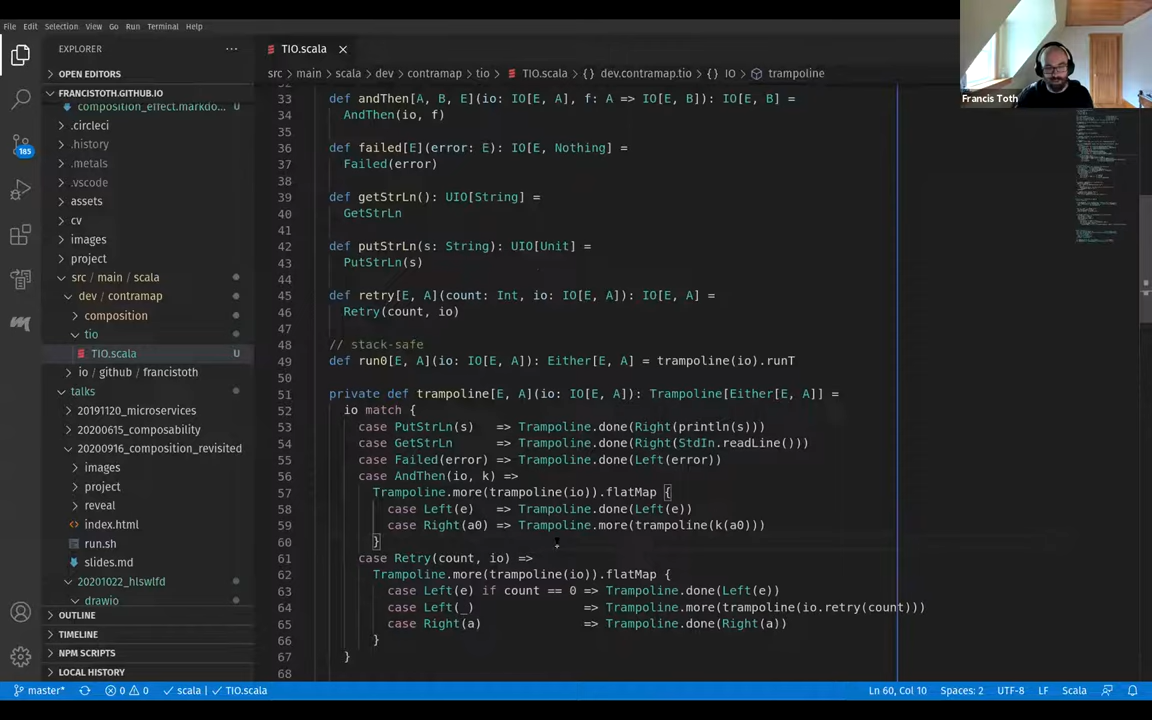 File Edit Selection View Go Run Terminal Help
EXPLORER ...
OPEN EDITORS
FRANCISTOTH.GITHUB.IO
composition_effect.markdo... U
.circleci
.history
.metals
.vscode
assets
cv
images
project
src / main / scala
dev / contramap
composition
tio
TIO.scala U
io / github / francistoth
talks
20191120_microservices
20200615_composability
20200916_composition_revisited
images
project
reveal
index.html
run.sh
slides.md
20201022_hlswlfd
drawio
OUTLINE
TIMELINE
NPM SCRIPTS
LOCAL HISTORY
185
TIO.scala
src > main > scala > dev > contramap > tio > TIO.scala > {} dev.contramap.tio > {} IO > trampoline
33 def andThen[A, B, E](io: IO[E, A], f: A => IO[E, B]): IO[E, B] =
34 AndThen(io, f)
35
36 def failed[E](error: E): IO[E, Nothing] =
37 Failed(error)
38
39 def getStrLn(): UIO[String] =
40 GetStrLn
41
42 def putStrLn(s: String): UIO[Unit] =
43 PutStrLn(s)
44
45 def retry[E, A](count: Int, io: IO[E, A]): IO[E, A] =
46 Retry(count, io)
47
48 // stack-safe
49 def run0[E, A](io: IO[E, A]): Either[E, A] = trampoline(io).runT
50
51 private def trampoline[E, A](io: IO[E, A]): Trampoline[Either[E, A]] =
52 io match {
53 case PutStrLn(s) => Trampoline.done(Right(println(s)))
54 case GetStrLn => Trampoline.done(Right(StdIn.readLine()))
55 case Failed(error) => Trampoline.done(Left(error))
56 case AndThen(io, k) =>
57 Trampoline.more(trampoline(io)).flatMap {
58 case Left(e) => Trampoline.done(Left(e))
59 case Right(a0) => Trampoline.more(trampoline(k(a0)))
60 }
61 case Retry(count, io) =>
62 Trampoline.more(trampoline(io)).flatMap {
63 case Left(e) if count == 0 => Trampoline.done(Left(e))
64 case Left(_) => Trampoline.more(trampoline(io.retry(count)))
65 case Right(a) => Trampoline.done(Right(a))
66 }
67 }
68
Francis Toth
master* 0 0 scala | TIO.scala Ln 60, Col 10 Spaces: 2 UTF-8 LF Scala